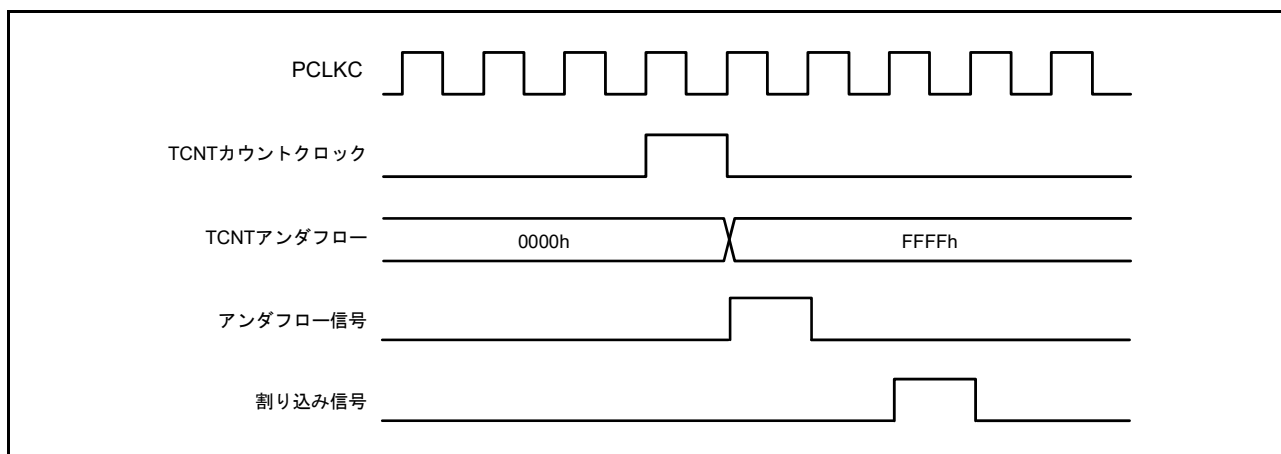 PCLKC
TCNTカウントクロック
TCNTアンダフロー
0000h
FFFFh
アンダフロー信号
割り込み信号